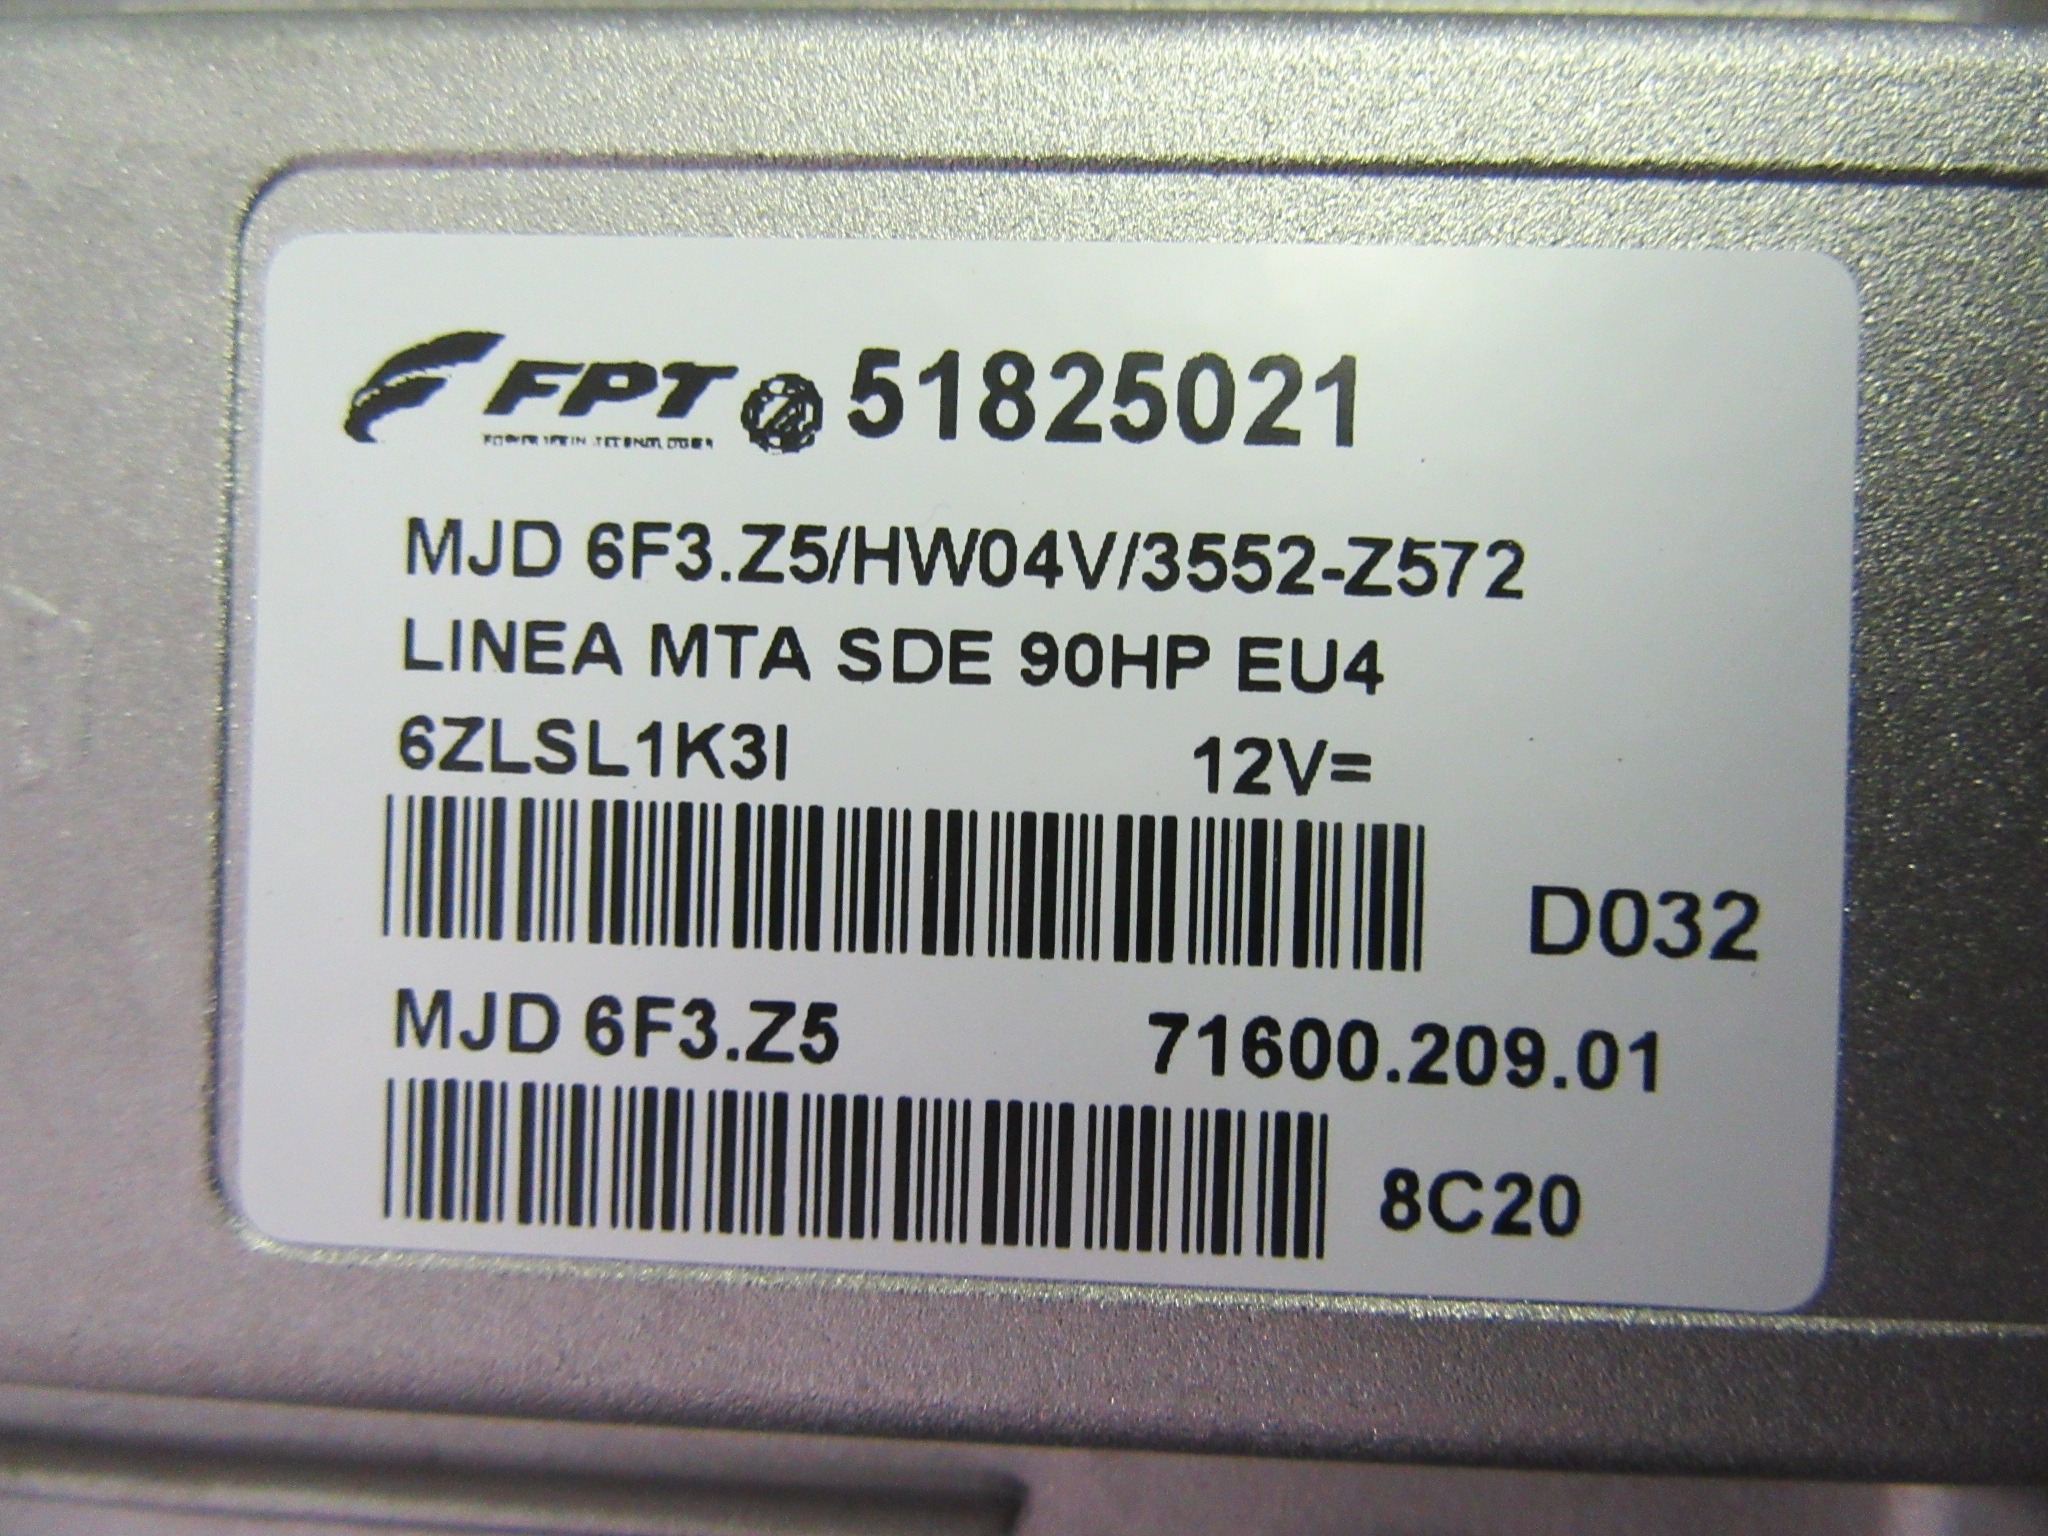 FPT 51825021
MJD 6F3.Z5/HW04V/3552-Z572
LINEA MTA SDE 90HP EU4
6ZLSL1K3I 12V=
D032
MJD 6F3.Z5 71600.209.01
8C20